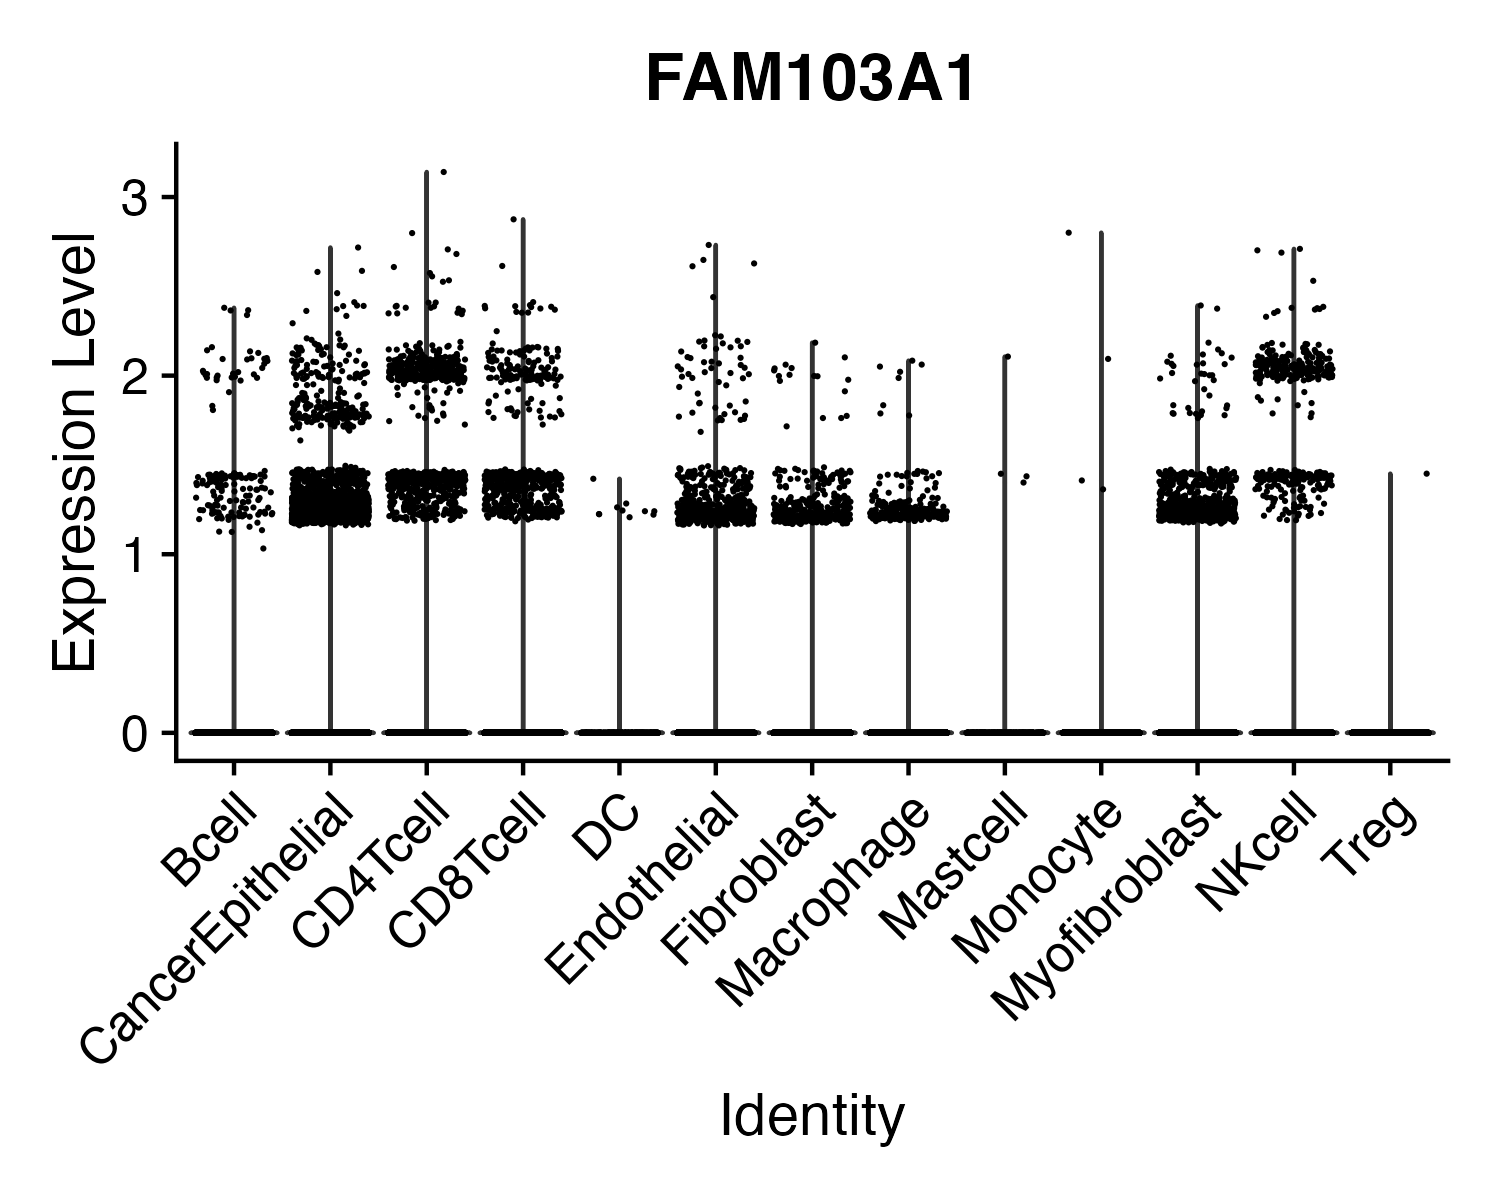 FAM103A1
Expression Level
3
2
1
0
Bcell
CancerEpithelial
CD4Tcell
CD8Tcell
DC
Endothelial
Fibroblast
Macrophage
Mastcell
Monocyte
Myofibroblast
NKcell
Treg
Identity